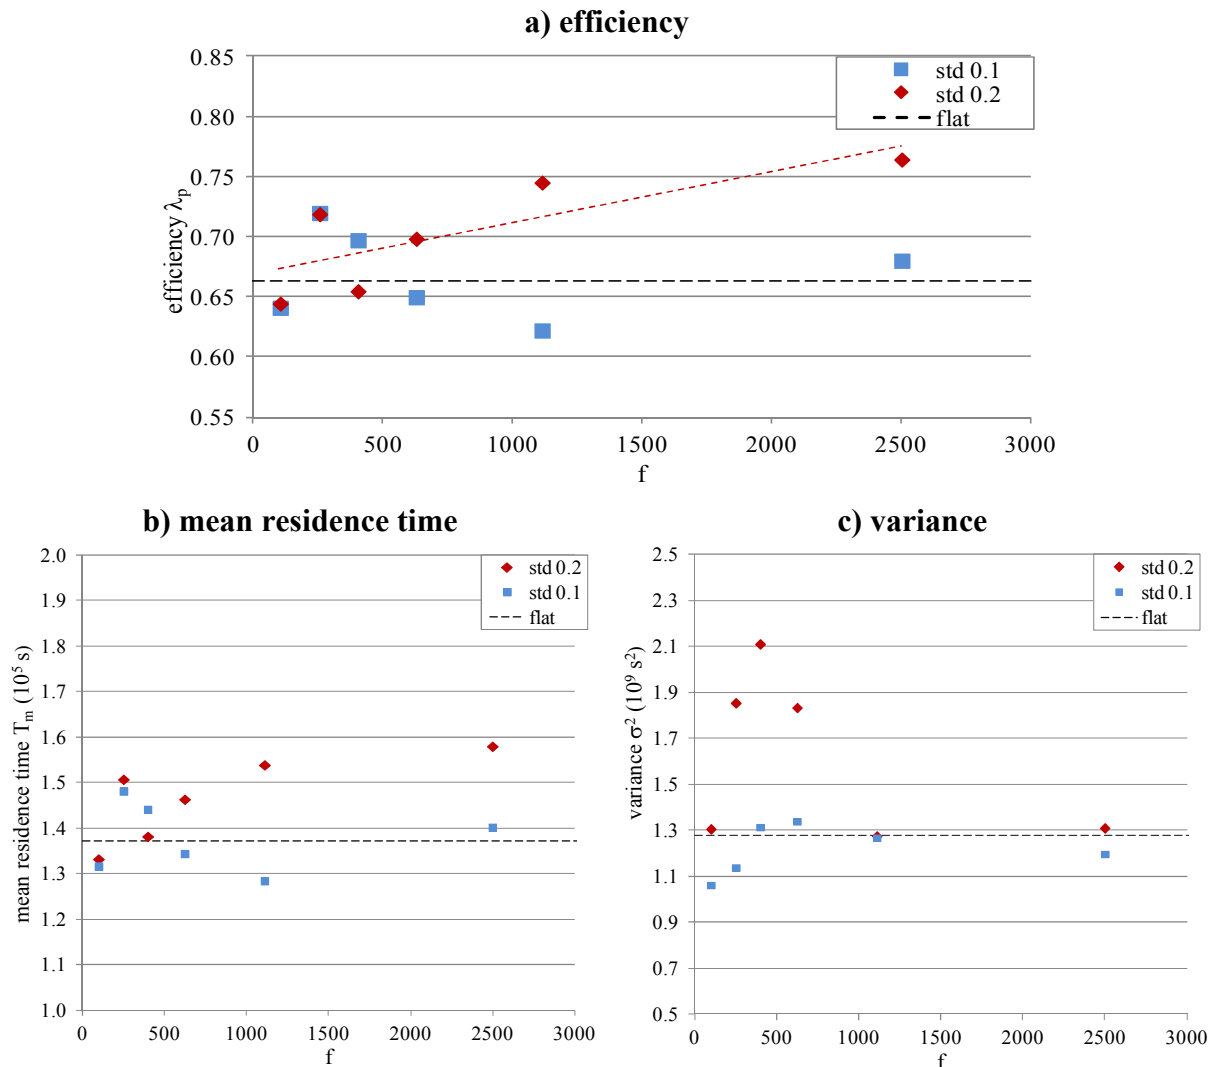 a) efficiency
0.85
0.80
0.75
0.70
0.65
0.60
0.55
efficiency λp
std 0.1
std 0.2
flat
0 500 1000 1500 2000 2500 3000
f
b) mean residence time
2.0
1.9
1.8
1.7
1.6
1.5
1.4
1.3
1.2
1.1
1.0
mean residence time Tm (10⁵ s)
std 0.2
std 0.1
flat
0 500 1000 1500 2000 2500 3000
f
c) variance
2.5
2.3
2.1
1.9
1.7
1.5
1.3
1.1
0.9
0.7
0.5
variance σ² (10⁹ s²)
std 0.2
std 0.1
flat
0 500 1000 1500 2000 2500 3000
f